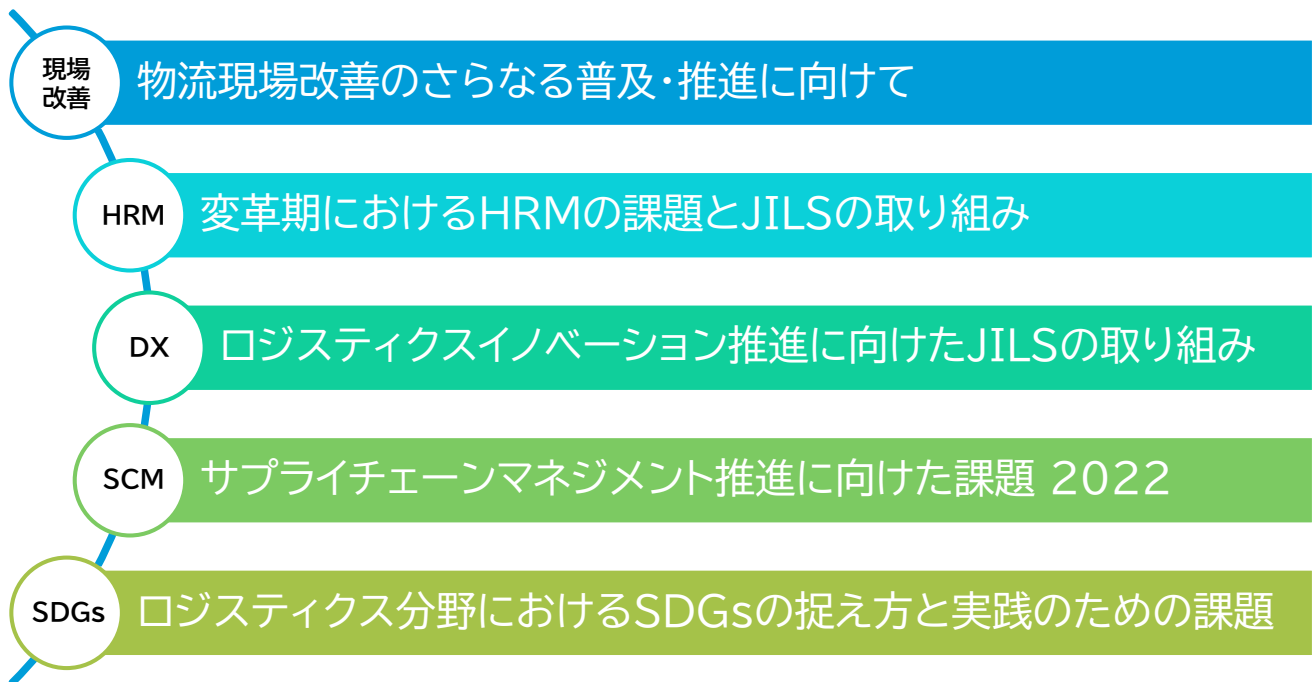 現場
改善
物流現場改善のさらなる普及・推進に向けて
HRM
変革期におけるHRMの課題とJILSの取り組み
DX
ロジスティクスイノベーション推進に向けたJILSの取り組み
SCM
サプライチェーンマネジメント推進に向けた課題 2022
SDGs
ロジスティクス分野におけるSDGsの捉え方と実践のための課題